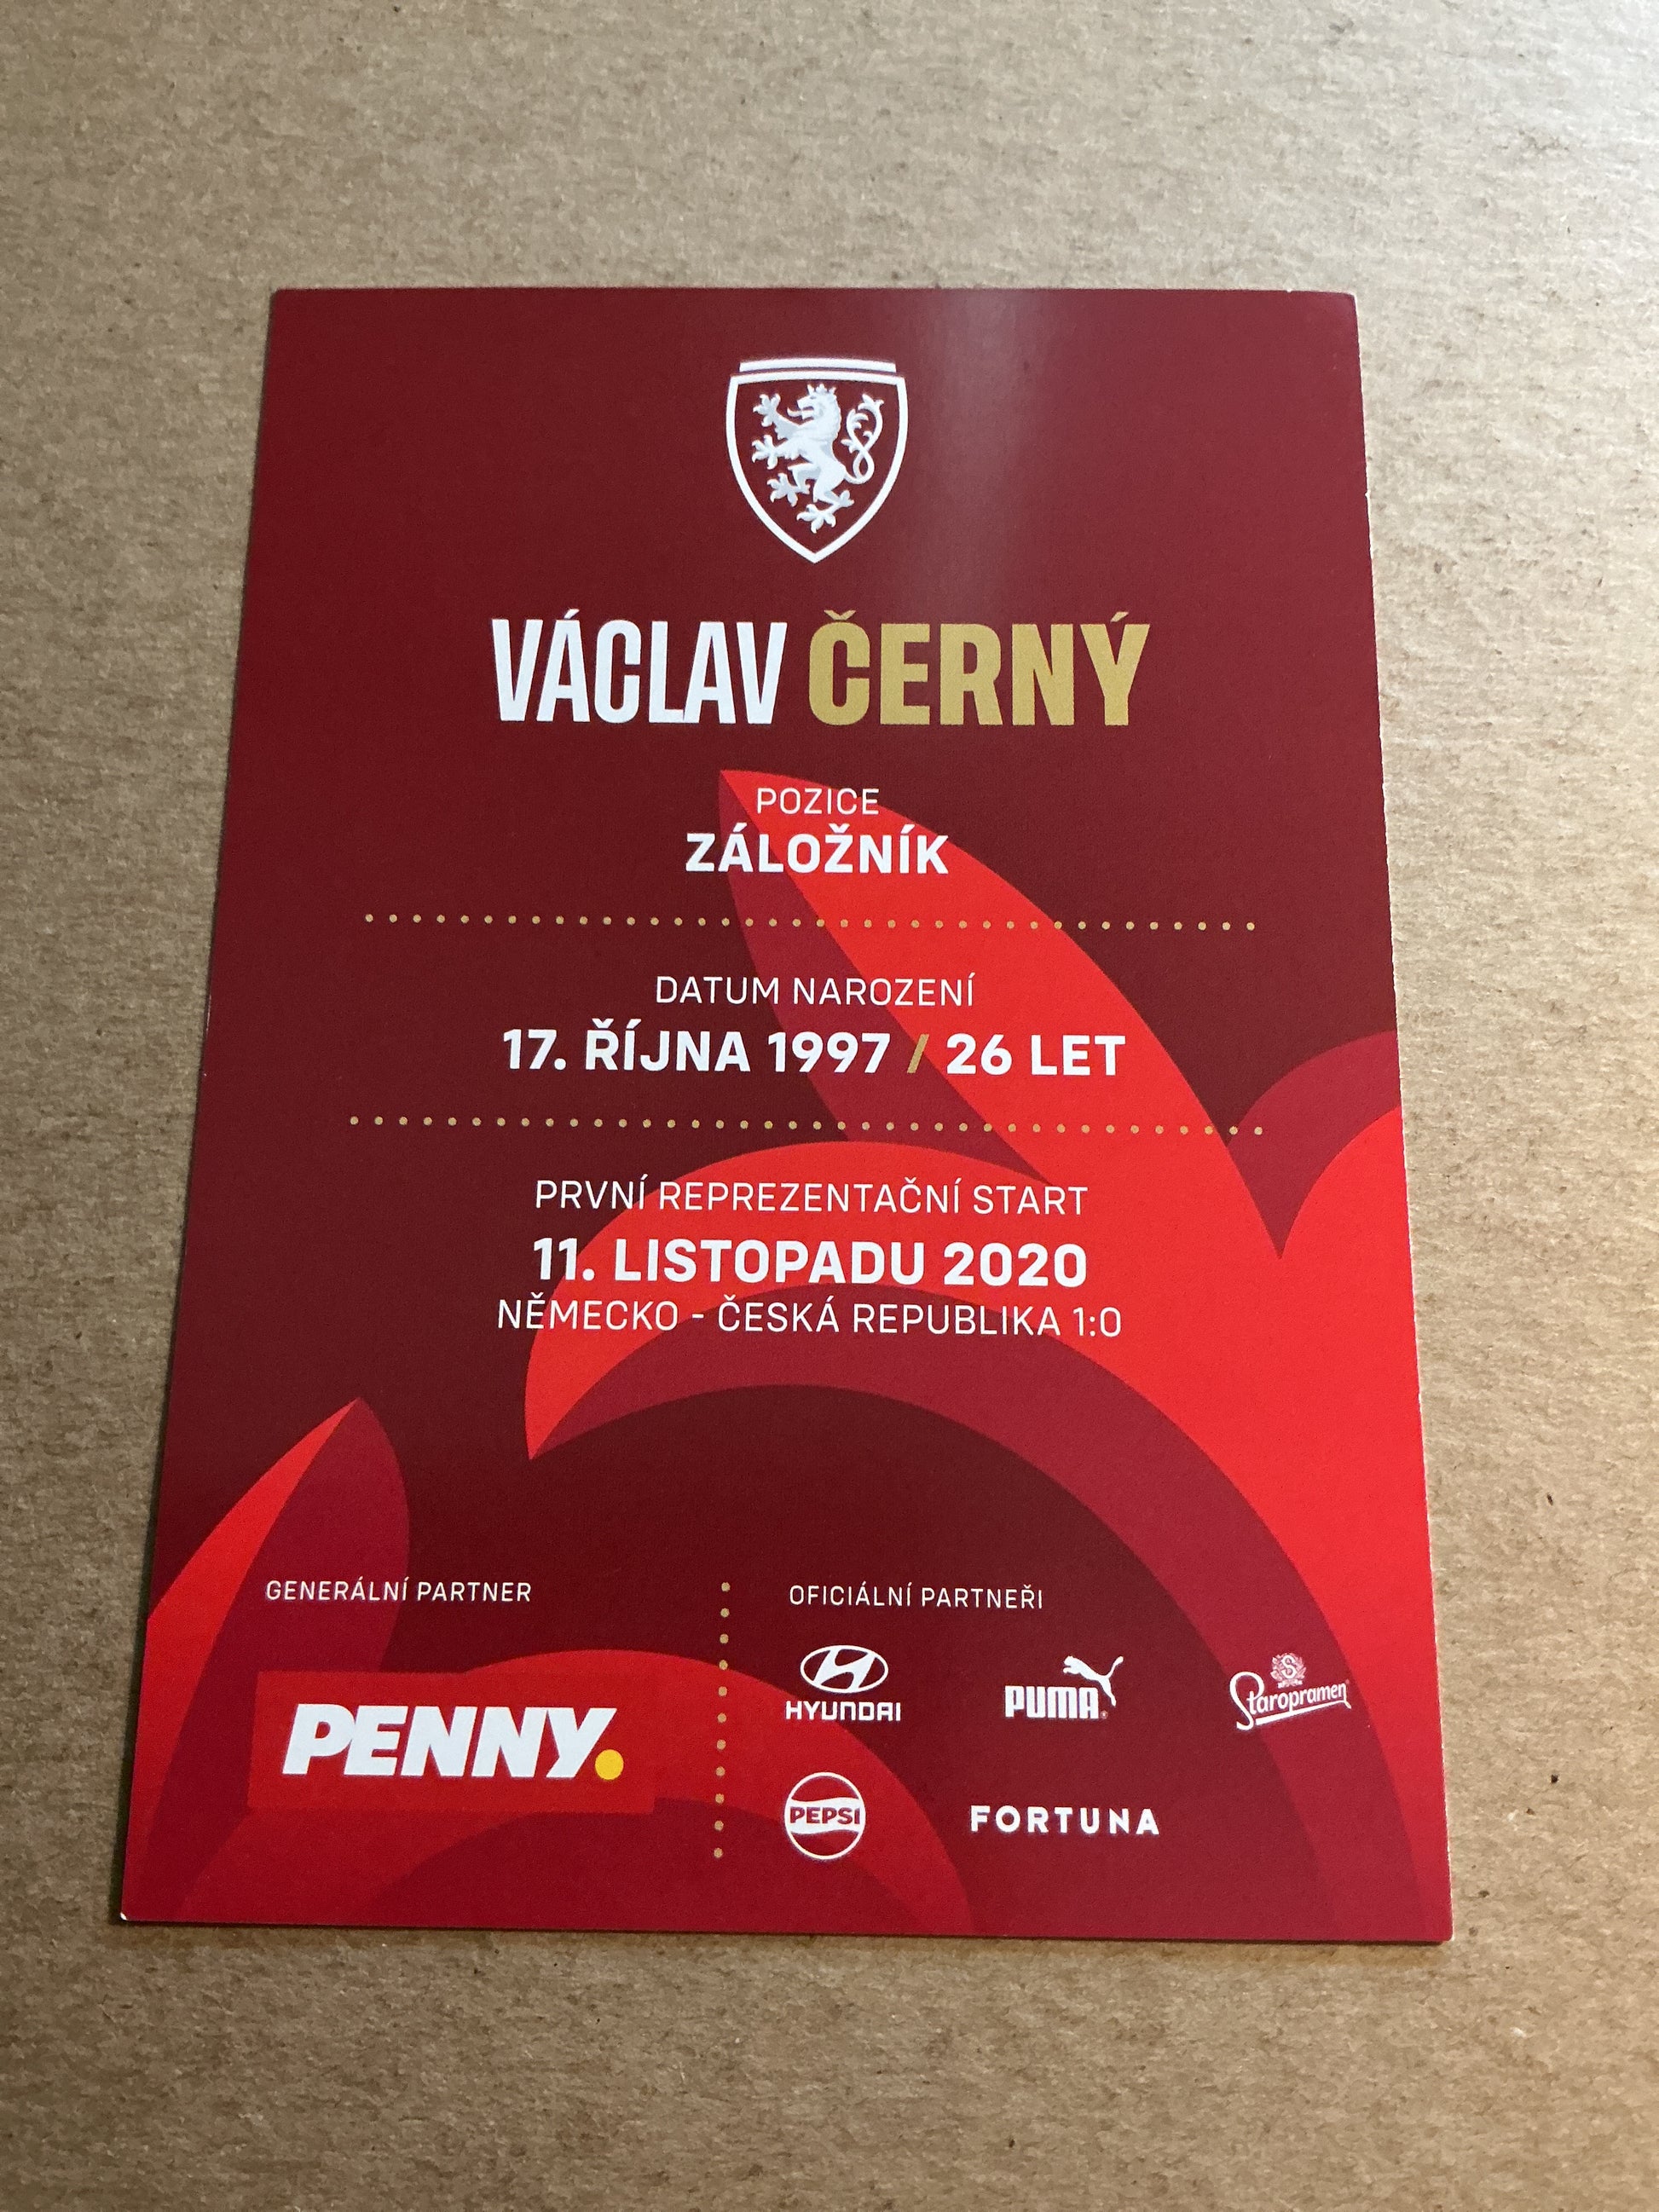 VÁCLAV ČERNÝ
POZICE
ZÁLOŽNÍK
DATUM NAROZENÍ
17. ŘÍJNA 1997 / 26 LET
PRVNÍ REPREZENTAČNÍ START
11. LISTOPADU 2020
NĚMECKO - ČESKÁ REPUBLIKA 1:0
GENERÁLNÍ PARTNER
PENNY.
OFICIÁLNÍ PARTNEŘI
HYUNDAI
PUMA
Staropramen
PEPSI
FORTUNA